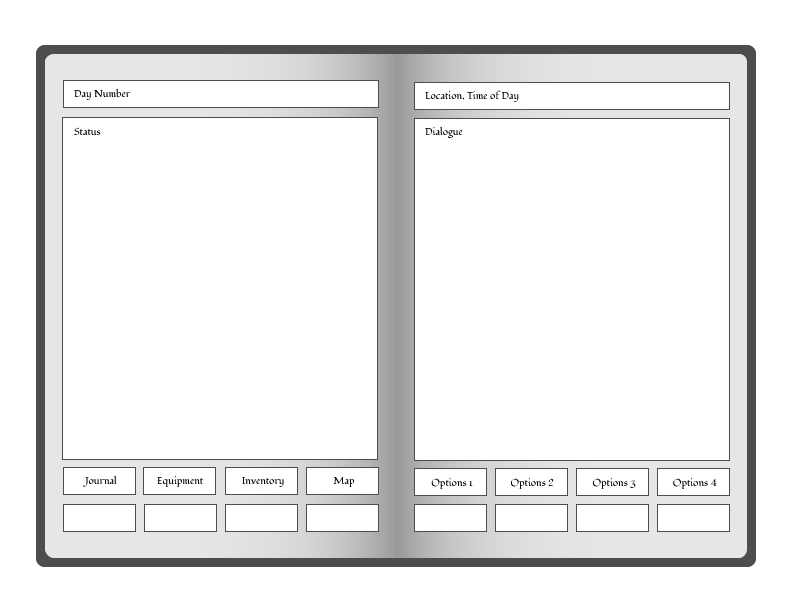 Day Number
Status
Journal
Equipment
Inventory
Map
Location, Time of Day
Dialogue
Options 1
Options 2
Options 3
Options 4